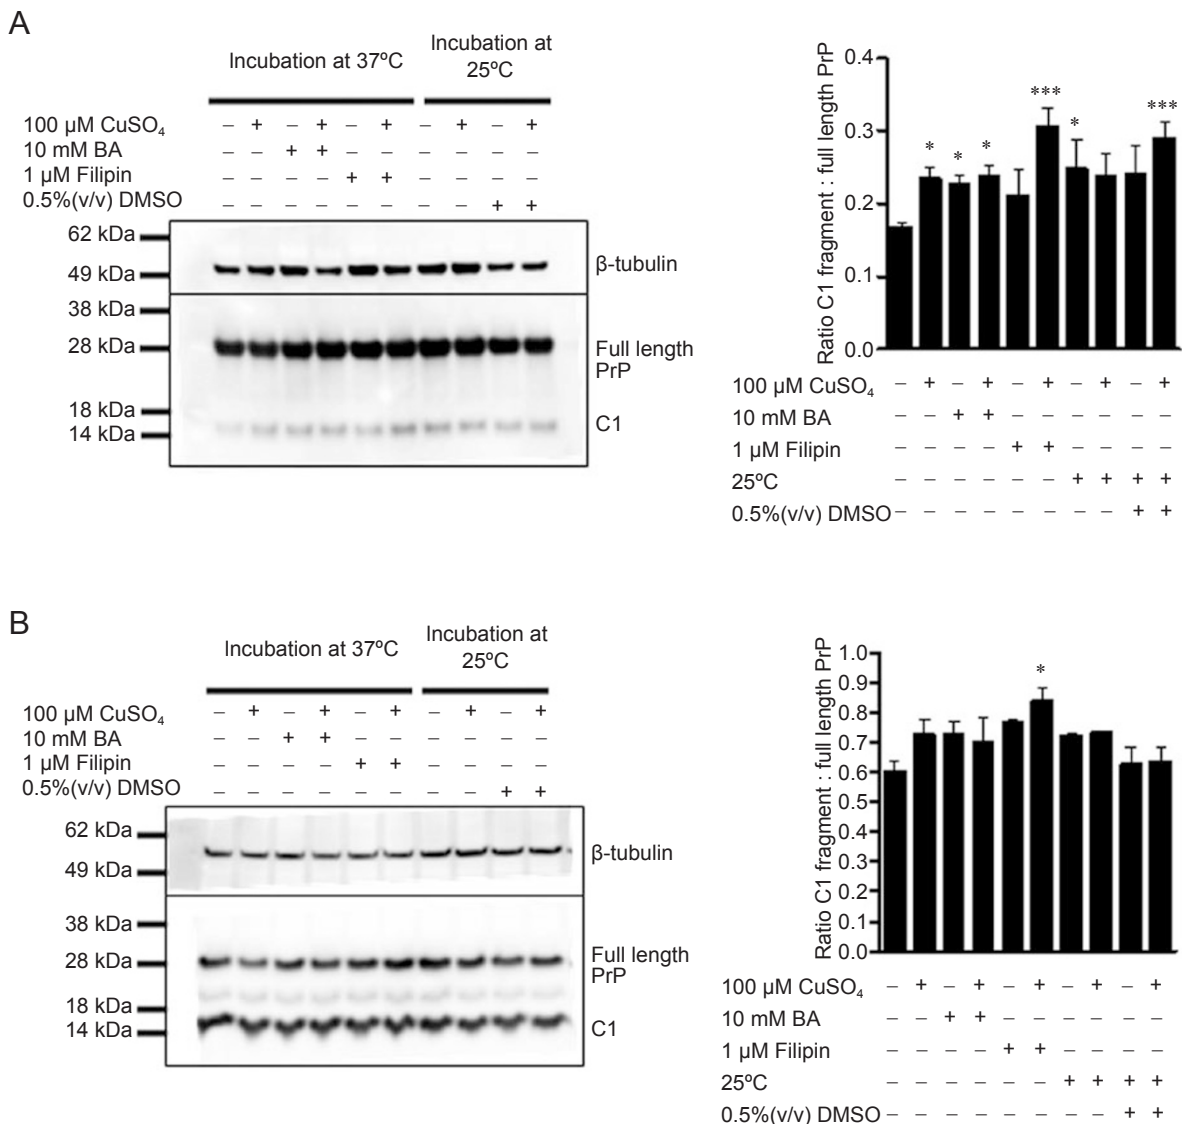 A
Incubation at 37ºC
Incubation at
25ºC
100 µM CuSO₄ – + – + – + – + – +
10 mM BA – – + + – – – – – –
1 µM Filipin – – – – + + – – – –
0.5%(v/v) DMSO – – – – – – – – + +
62 kDa
49 kDa
β-tubulin
38 kDa
28 kDa
Full length
PrP
18 kDa
14 kDa
C1
Ratio C1 fragment : full length PrP
0.4
0.3
0.2
0.1
0.0
* * * *** * ***
100 µM CuSO₄ – + – + – + – + – +
10 mM BA – – + + – – – – – –
1 µM Filipin – – – – + + – – – –
25ºC – – – – – – + + + +
0.5%(v/v) DMSO – – – – – – – – + +
B
Incubation at 37ºC
Incubation at
25ºC
100 µM CuSO₄ – + – + – + – + – +
10 mM BA – – + + – – – – – –
1 µM Filipin – – – – + + – – – –
0.5%(v/v) DMSO – – – – – – – – + +
62 kDa
49 kDa
β-tubulin
38 kDa
28 kDa
Full length
PrP
18 kDa
14 kDa
C1
Ratio C1 fragment : full length PrP
1.0
0.9
0.8
0.7
0.6
0.5
0.4
0.3
0.2
0.1
0.0
*
100 µM CuSO₄ – + – + – + – + – +
10 mM BA – – + + – – – – – –
1 µM Filipin – – – – + + – – – –
25ºC – – – – – – + + + +
0.5%(v/v) DMSO – – – – – – – – + +